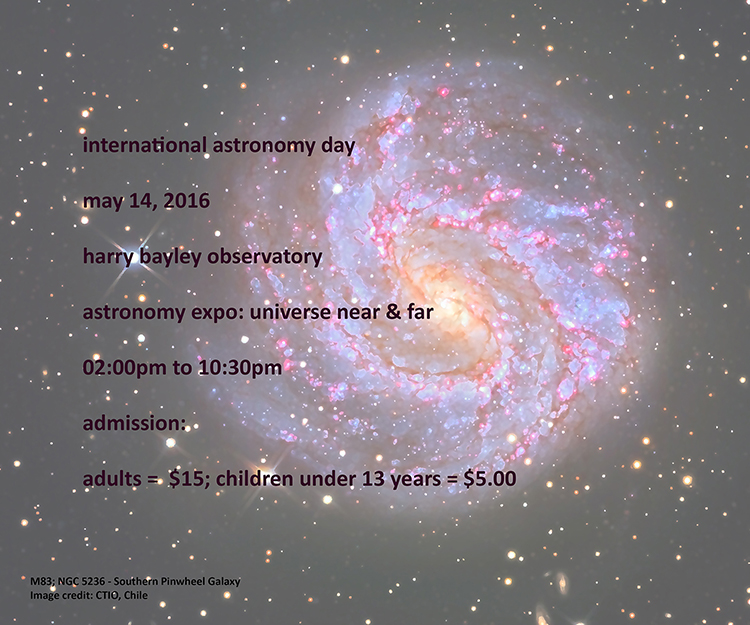 international astronomy day
may 14, 2016
harry bayley observatory
astronomy expo: universe near & far
02:00pm to 10:30pm
admission:
adults =  $15; children under 13 years = $5.00
M83; NGC 5236 - Southern Pinwheel Galaxy
Image credit: CTIO, Chile